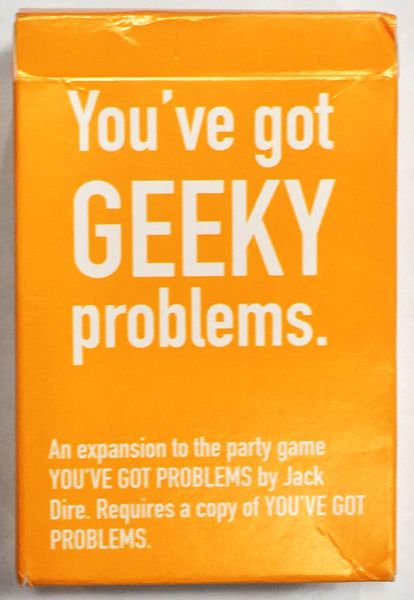 You've got
GEEKY
problems.
An expansion to the party game
YOU'VE GOT PROBLEMS by Jack
Dire. Requires a copy of YOU'VE GOT
PROBLEMS.